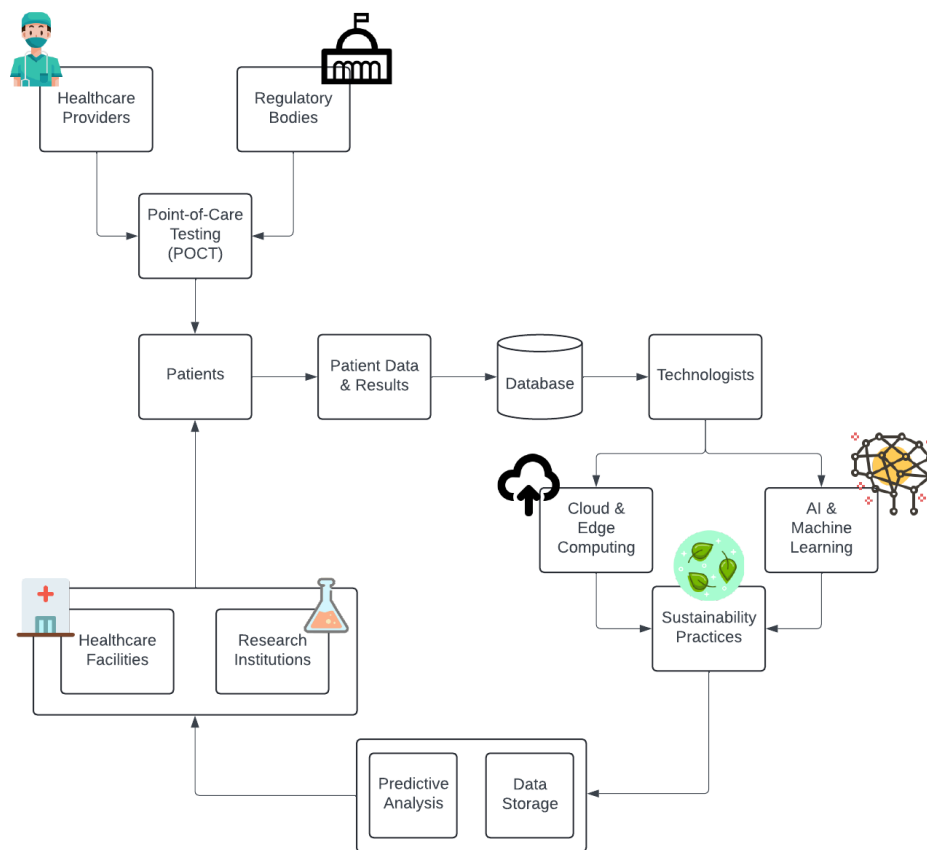 Healthcare
Providers
Regulatory
Bodies
Point-of-Care
Testing
(POCT)
Patients
Patient Data
& Results
Database
Technologists
Cloud &
Edge
Computing
AI &
Machine
Learning
Sustainability
Practices
Healthcare
Facilities
Research
Institutions
Predictive
Analysis
Data
Storage